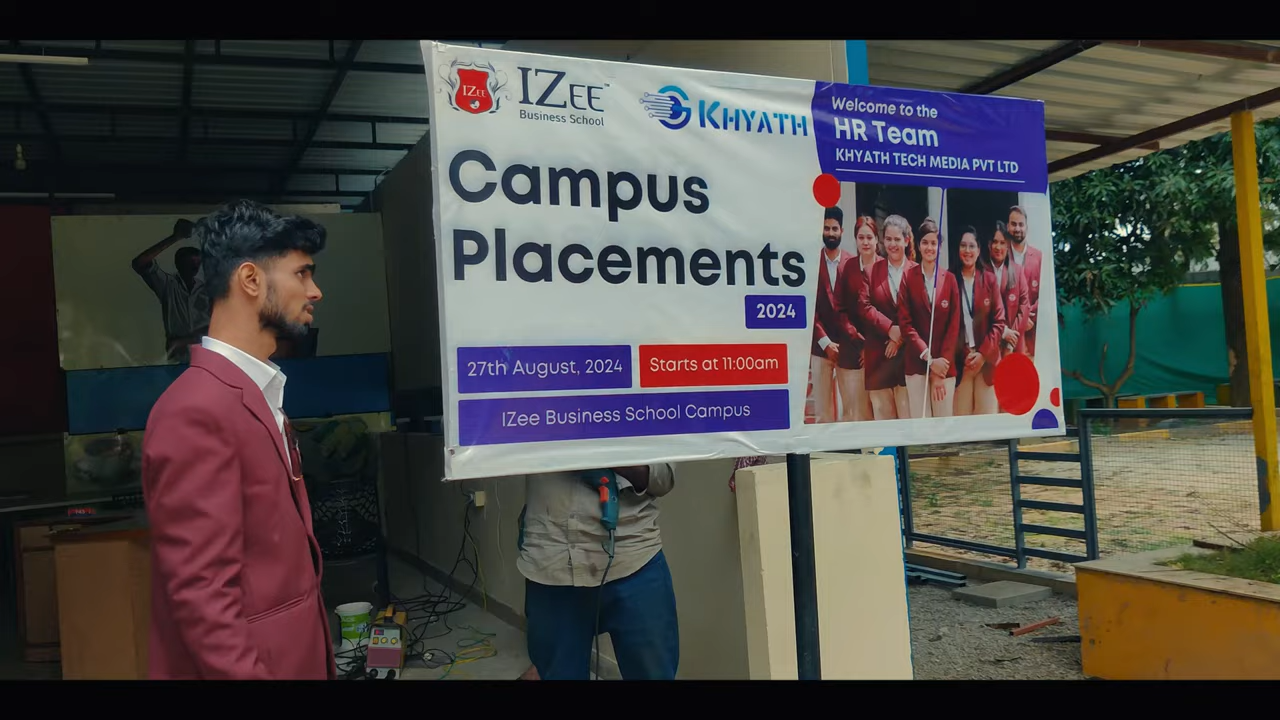 IZEE
IZEE™
Business School
KHYATH
Welcome to the
HR Team
KHYATH TECH MEDIA PVT LTD
Campus
Placements
2024
27th August, 2024
Starts at 11:00am
IZee Business School Campus